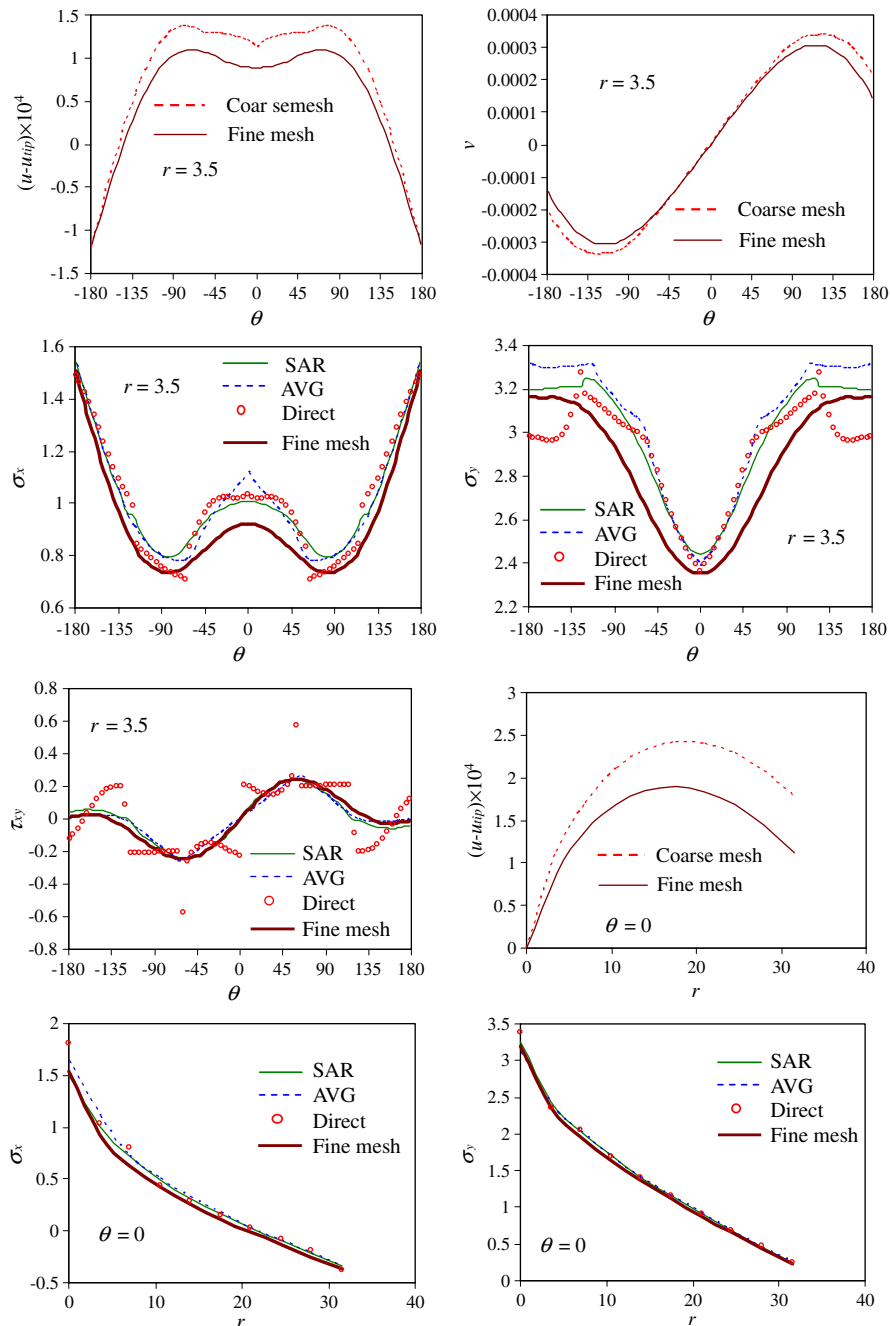 1.5
1
0.5
0
-0.5
-1
-1.5
(u-utip)×10⁴
Coar semesh
Fine mesh
r = 3.5
-180 -135 -90 -45 0 45 90 135 180
θ
0.0004
0.0003
0.0002
0.0001
0
-0.0001
-0.0002
-0.0003
-0.0004
v
r = 3.5
Coarse mesh
Fine mesh
-180 -135 -90 -45 0 45 90 135 180
θ
1.6
1.4
1.2
1
0.8
0.6
σx
r = 3.5
SAR
AVG
Direct
Fine mesh
-180 -135 -90 -45 0 45 90 135 180
θ
3.4
3.2
3
2.8
2.6
2.4
2.2
σy
SAR
AVG
Direct
Fine mesh
r = 3.5
-180 -135 -90 -45 0 45 90 135 180
θ
0.8
0.6
0.4
0.2
0
-0.2
-0.4
-0.6
-0.8
τxy
r = 3.5
SAR
AVG
Direct
Fine mesh
-180 -135 -90 -45 0 45 90 135 180
θ
3
2.5
2
1.5
1
0.5
0
(u-utip)×10⁴
Coarse mesh
Fine mesh
θ = 0
0 10 20 30 40
r
2
1.5
1
0.5
0
-0.5
σx
SAR
AVG
Direct
Fine mesh
θ = 0
0 10 20 30 40
r
3.5
3
2.5
2
1.5
1
0.5
0
σy
SAR
AVG
Direct
Fine mesh
θ = 0
0 10 20 30 40
r